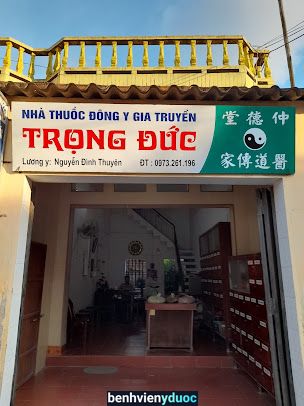 NHÀ THUỐC ĐÔNG Y GIA TRUYỀN
TRỌNG ĐỨC
Lương y: Nguyễn Đình Thuyên ĐT : 0973.261.196
堂德仲
家傳道醫
benhvienyduoc